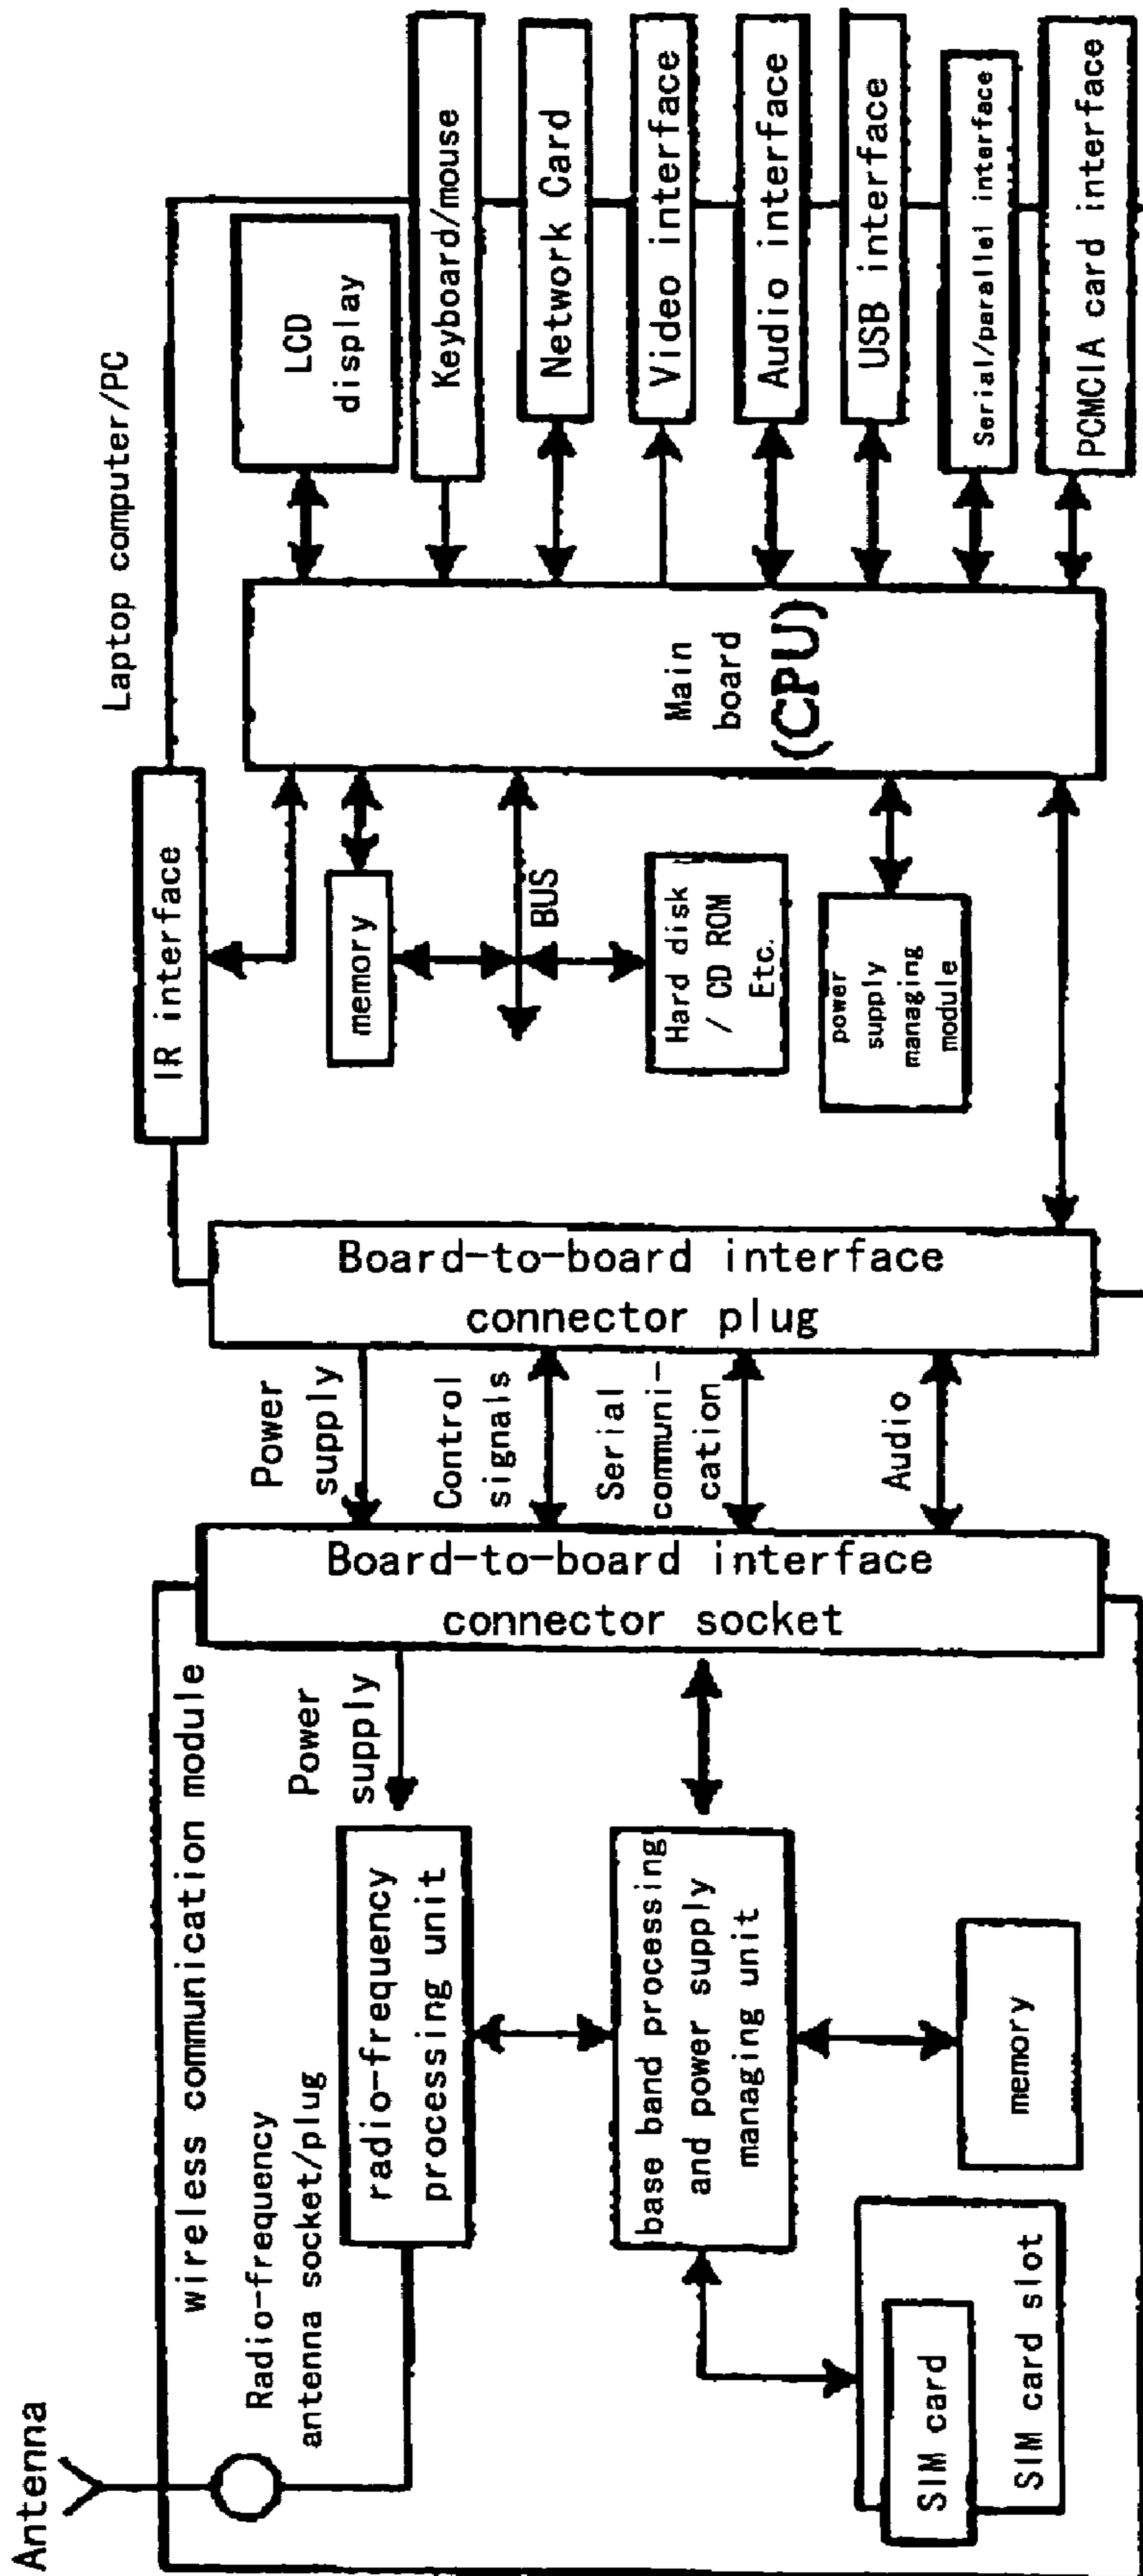 Antenna
wireless communication module
Radio-frequency
antenna socket/plug
radio-frequency
processing unit
Power
supply
base band processing
and power supply
managing unit
memory
SIM card
SIM card slot
Board-to-board interface
connector socket
Power
supply
Control
signals
Serial
communi-
cation
Audio
Board-to-board interface
connector plug
Laptop computer/PC
IR interface
memory
BUS
Hard disk
/ CD ROM
Etc.
power
supply
managing
module
Main
board
(CPU)
LCD
display
Keyboard/mouse
Network Card
Video interface
Audio interface
USB interface
Serial/parallel interface
PCMCIA card interface